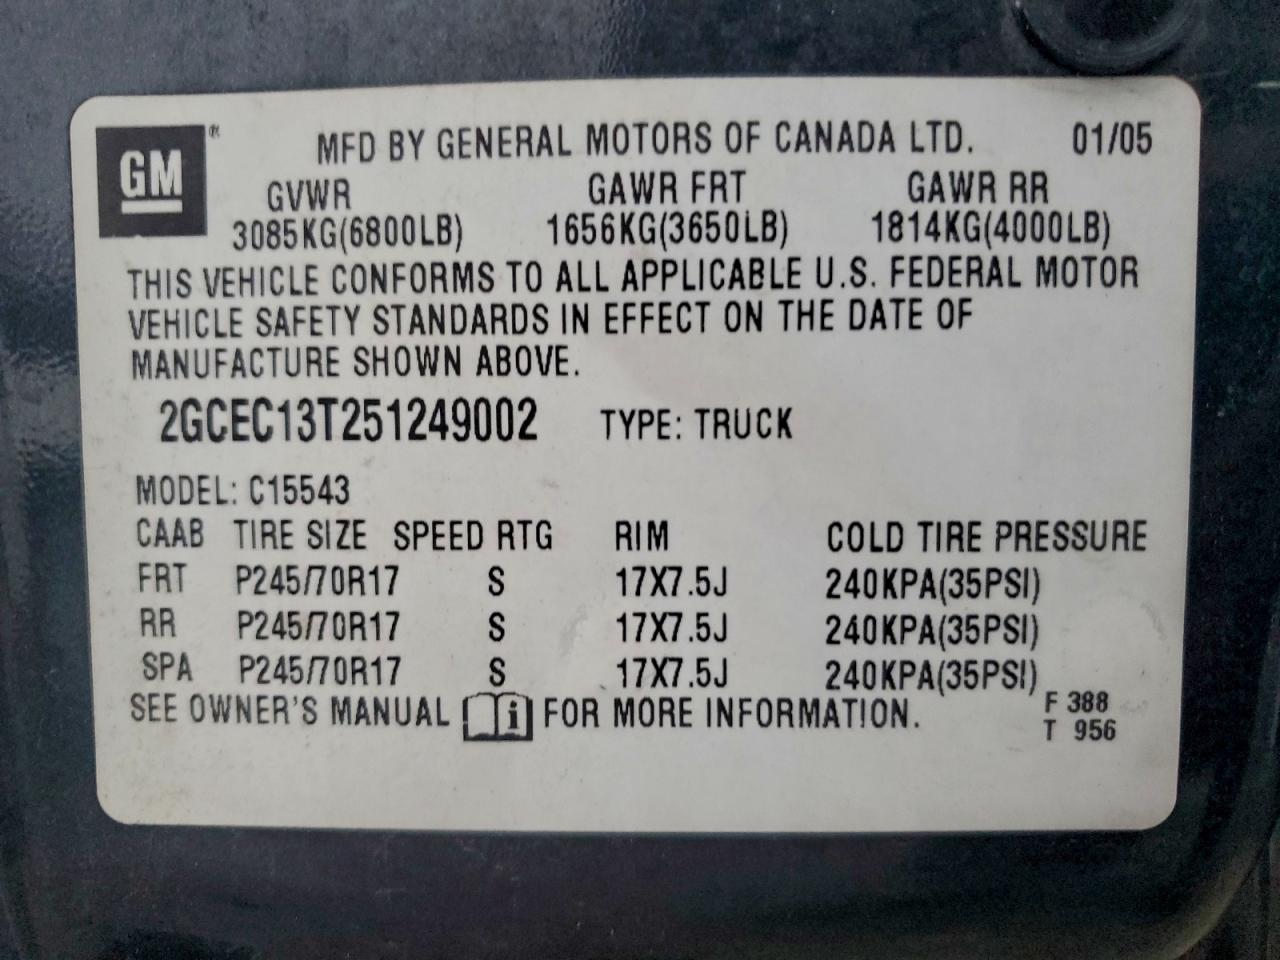 GM®
MFD BY GENERAL MOTORS OF CANADA LTD. 01/05
GVWR GAWR FRT GAWR RR
3085KG(6800LB) 1656KG(3650LB) 1814KG(4000LB)
THIS VEHICLE CONFORMS TO ALL APPLICABLE U.S. FEDERAL MOTOR
VEHICLE SAFETY STANDARDS IN EFFECT ON THE DATE OF
MANUFACTURE SHOWN ABOVE.
2GCEC13T251249002 TYPE: TRUCK
MODEL: C15543
CAAB TIRE SIZE SPEED RTG RIM COLD TIRE PRESSURE
FRT P245/70R17 S 17X7.5J 240KPA(35PSI)
RR P245/70R17 S 17X7.5J 240KPA(35PSI)
SPA P245/70R17 S 17X7.5J 240KPA(35PSI)
SEE OWNER'S MANUAL i FOR MORE INFORMATION.
F 388
T 956